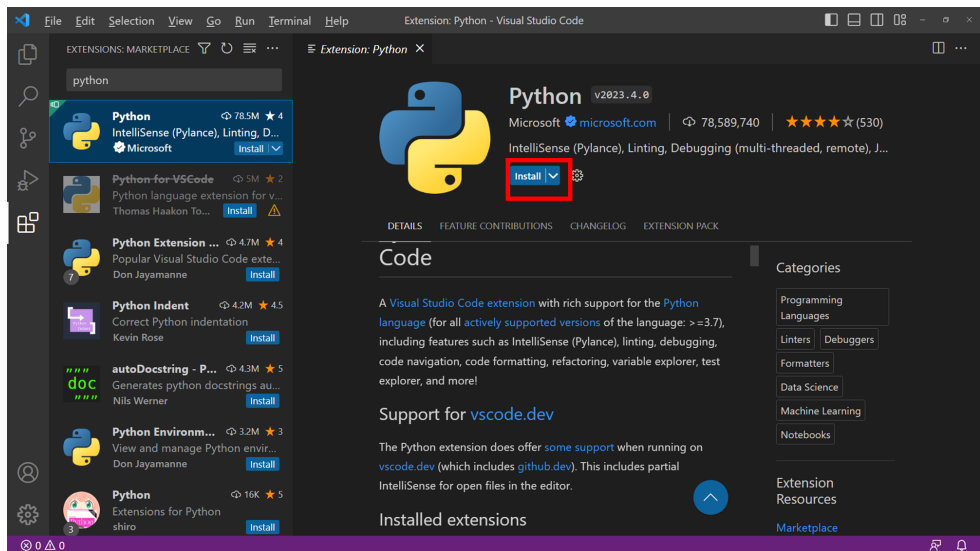 File Edit Selection View Go Run Terminal Help
Extension: Python - Visual Studio Code
EXTENSIONS: MARKETPLACE
python
Python 78.5M ★ 4
IntelliSense (Pylance), Linting, D...
Microsoft Install
Python for VSCode 5M ★ 2
Python language extension for v...
Thomas Haakon To... Install
Python Extension ... 4.7M ★ 4
Popular Visual Studio Code exte...
7
Don Jayamanne Install
Python Indent 4.2M ★ 4.5
Correct Python indentation
Kevin Rose Install
autoDocstring - P... 4.3M ★ 5
""" doc """
Generates python docstrings au...
Nils Werner Install
Python Environm... 3.2M ★ 3
View and manage Python envir...
Don Jayamanne Install
Python 16K ★ 5
Extensions for Python
3
shiro Install
Extension: Python
Python v2023.4.0
Microsoft microsoft.com 78,589,740 ★★★★☆(530)
IntelliSense (Pylance), Linting, Debugging (multi-threaded, remote), J...
Install
DETAILS FEATURE CONTRIBUTIONS CHANGELOG EXTENSION PACK
Code
A Visual Studio Code extension with rich support for the Python
language (for all actively supported versions of the language: >=3.7),
including features such as IntelliSense (Pylance), linting, debugging,
code navigation, code formatting, refactoring, variable explorer, test
explorer, and more!
Support for vscode.dev
The Python extension does offer some support when running on
vscode.dev (which includes github.dev). This includes partial
IntelliSense for open files in the editor.
Installed extensions
Categories
Programming
Languages
Linters Debuggers
Formatters
Data Science
Machine Learning
Notebooks
Extension
Resources
Marketplace
0 0